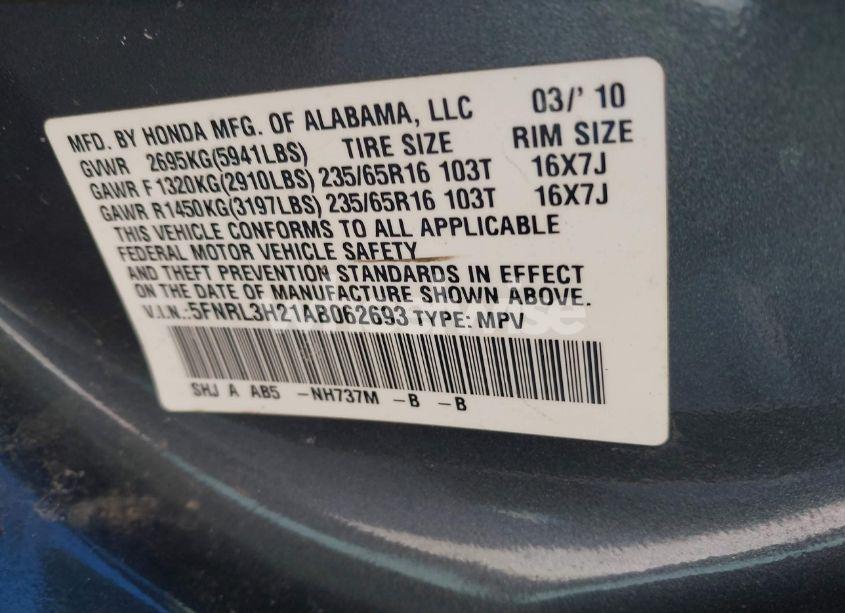 MFD. BY HONDA MFG. OF ALABAMA, LLC 03/' 10
GVWR 2695KG(5941LBS) TIRE SIZE RIM SIZE
GAWR F 1320KG(2910LBS) 235/65R16 103T 16X7J
GAWR R1450KG(3197LBS) 235/65R16 103T 16X7J
THIS VEHICLE CONFORMS TO ALL APPLICABLE
FEDERAL MOTOR VEHICLE SAFETY
AND THEFT PREVENTION STANDARDS IN EFFECT
ON THE DATE OF MANUFACTURE SHOWN ABOVE.
V.I.N.:5FNRL3H21AB062693 TYPE: MPV
SHJ A AB5 -NH737M -B -B